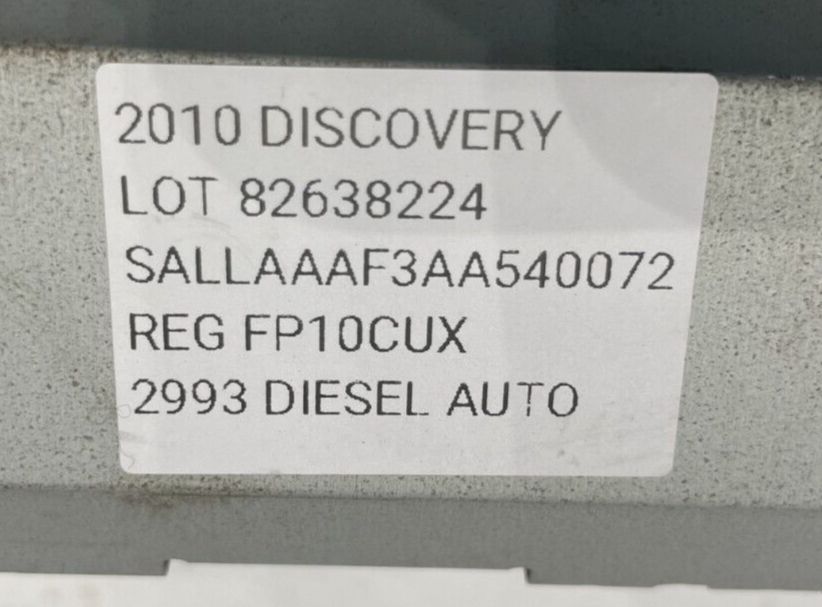 2010 DISCOVERY
LOT 82638224
SALLAAAF3AA540072
REG FP10CUX
2993 DIESEL AUTO